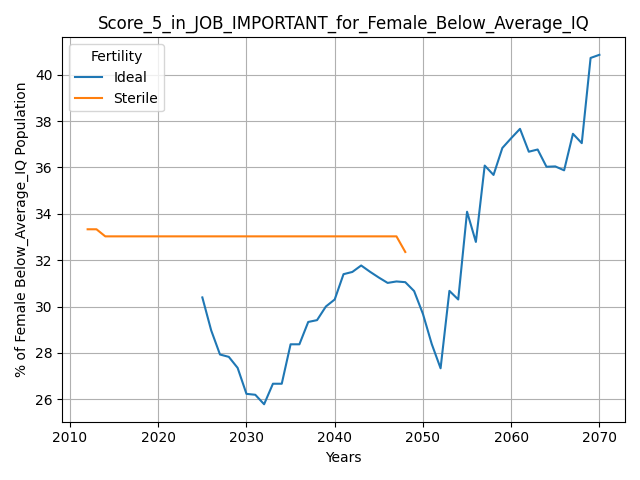 Score_5_in_JOB_IMPORTANT_for_Female_Below_Average_IQ
Fertility
Ideal
Sterile
% of Female Below_Average_IQ Population
40
38
36
34
32
30
28
26
2010
2020
2030
2040
2050
2060
2070
Years